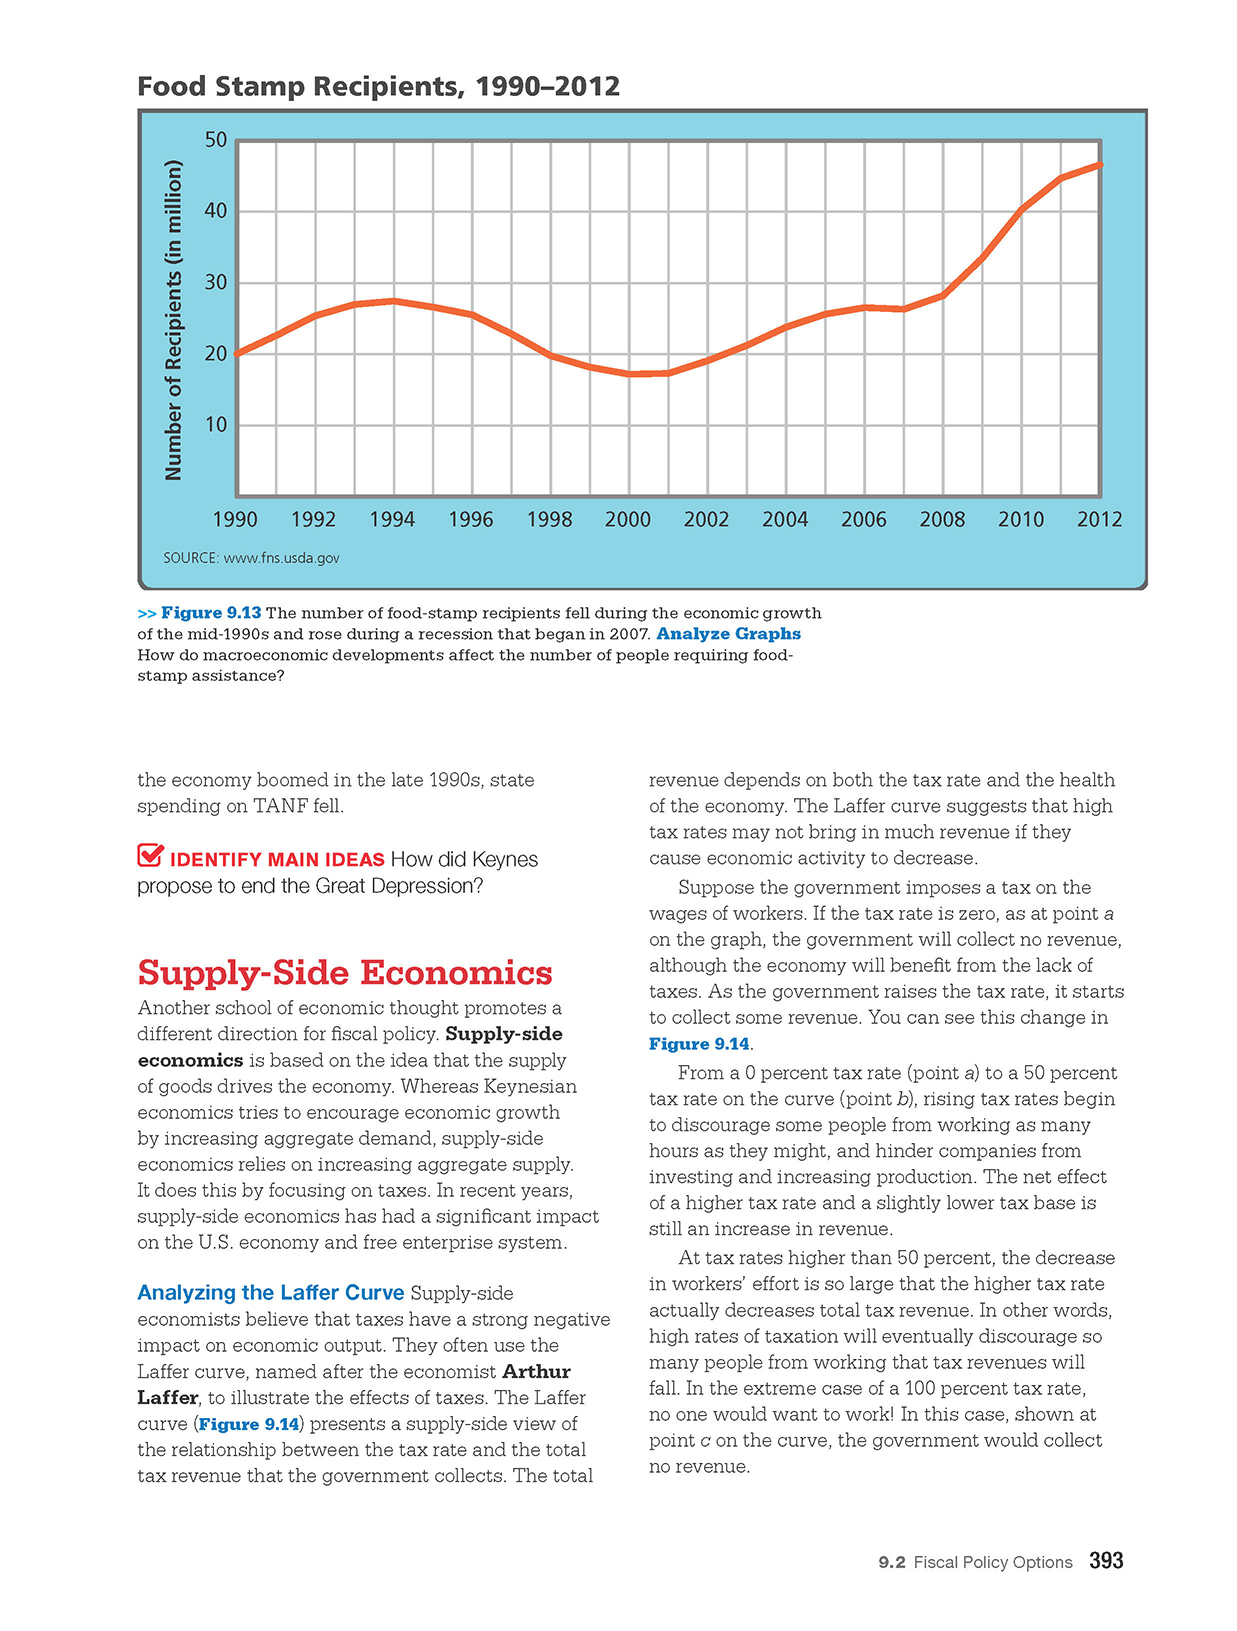 Food Stamp Recipients, 1990–2012
Number of Recipients (in million)
50
40
30
20
10
1990 1992 1994 1996 1998 2000 2002 2004 2006 2008 2010 2012
SOURCE: www.fns.usda.gov
>> Figure 9.13 The number of food-stamp recipients fell during the economic growth
of the mid-1990s and rose during a recession that began in 2007. Analyze Graphs
How do macroeconomic developments affect the number of people requiring food-
stamp assistance?
the economy boomed in the late 1990s, state
spending on TANF fell.
IDENTIFY MAIN IDEAS How did Keynes
propose to end the Great Depression?
Supply-Side Economics
Another school of economic thought promotes a
different direction for fiscal policy. Supply-side
economics is based on the idea that the supply
of goods drives the economy. Whereas Keynesian
economics tries to encourage economic growth
by increasing aggregate demand, supply-side
economics relies on increasing aggregate supply.
It does this by focusing on taxes. In recent years,
supply-side economics has had a significant impact
on the U.S. economy and free enterprise system.
Analyzing the Laffer Curve Supply-side
economists believe that taxes have a strong negative
impact on economic output. They often use the
Laffer curve, named after the economist Arthur
Laffer, to illustrate the effects of taxes. The Laffer
curve (Figure 9.14) presents a supply-side view of
the relationship between the tax rate and the total
tax revenue that the government collects. The total
revenue depends on both the tax rate and the health
of the economy. The Laffer curve suggests that high
tax rates may not bring in much revenue if they
cause economic activity to decrease.
Suppose the government imposes a tax on the
wages of workers. If the tax rate is zero, as at point a
on the graph, the government will collect no revenue,
although the economy will benefit from the lack of
taxes. As the government raises the tax rate, it starts
to collect some revenue. You can see this change in
Figure 9.14.
From a 0 percent tax rate (point a) to a 50 percent
tax rate on the curve (point b), rising tax rates begin
to discourage some people from working as many
hours as they might, and hinder companies from
investing and increasing production. The net effect
of a higher tax rate and a slightly lower tax base is
still an increase in revenue.
At tax rates higher than 50 percent, the decrease
in workers’ effort is so large that the higher tax rate
actually decreases total tax revenue. In other words,
high rates of taxation will eventually discourage so
many people from working that tax revenues will
fall. In the extreme case of a 100 percent tax rate,
no one would want to work! In this case, shown at
point c on the curve, the government would collect
no revenue.
9.2 Fiscal Policy Options 393